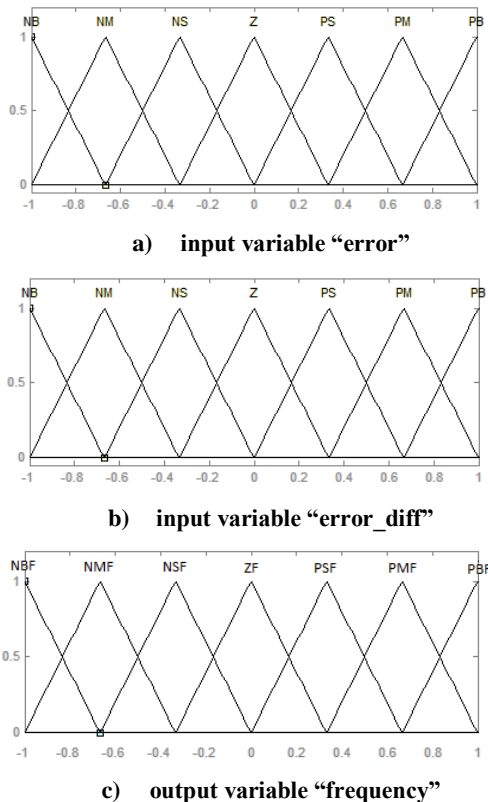 NB NM NS Z PS PM PB
1
0.5
0
-1 -0.8 -0.6 -0.4 -0.2 0 0.2 0.4 0.6 0.8 1
a) input variable “error”
NB NM NS Z PS PM PB
1
0.5
0
-1 -0.8 -0.6 -0.4 -0.2 0 0.2 0.4 0.6 0.8 1
b) input variable “error_diff”
NBF NMF NSF ZF PSF PMF PBF
1
0.5
0
-1 -0.8 -0.6 -0.4 -0.2 0 0.2 0.4 0.6 0.8 1
c) output variable “frequency”